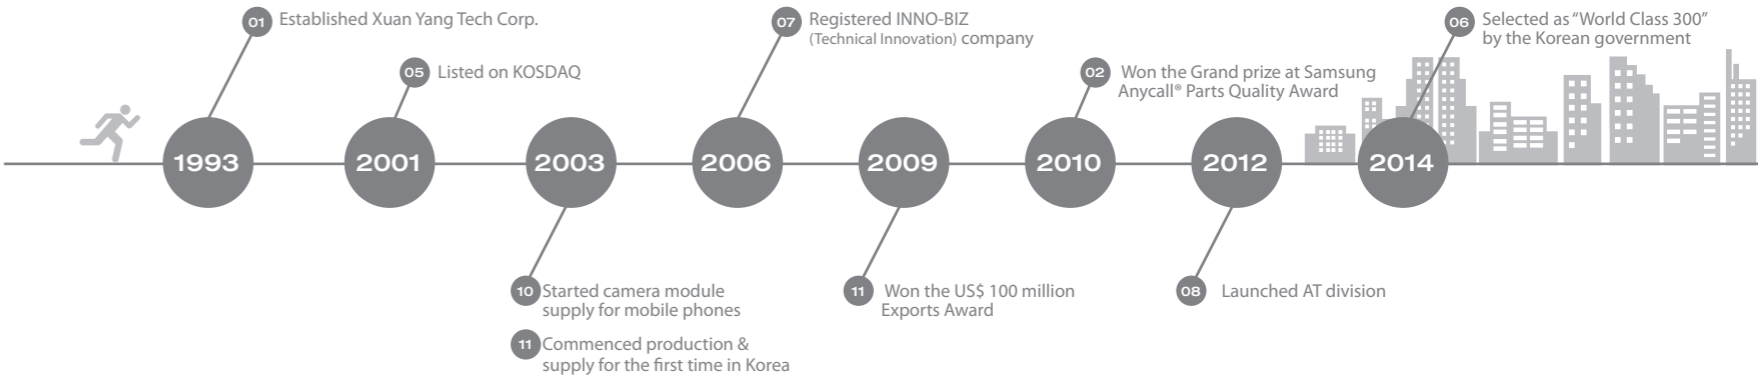 01 Established Xuan Yang Tech Corp.
05 Listed on KOSDAQ
07 Registered INNO-BIZ
(Technical Innovation) company
02 Won the Grand prize at Samsung
Anycall® Parts Quality Award
06 Selected as “World Class 300”
by the Korean government
1993 2001 2003 2006 2009 2010 2012 2014
10 Started camera module
supply for mobile phones
11 Commenced production &
supply for the first time in Korea
11 Won the US$ 100 million
Exports Award
08 Launched AT division